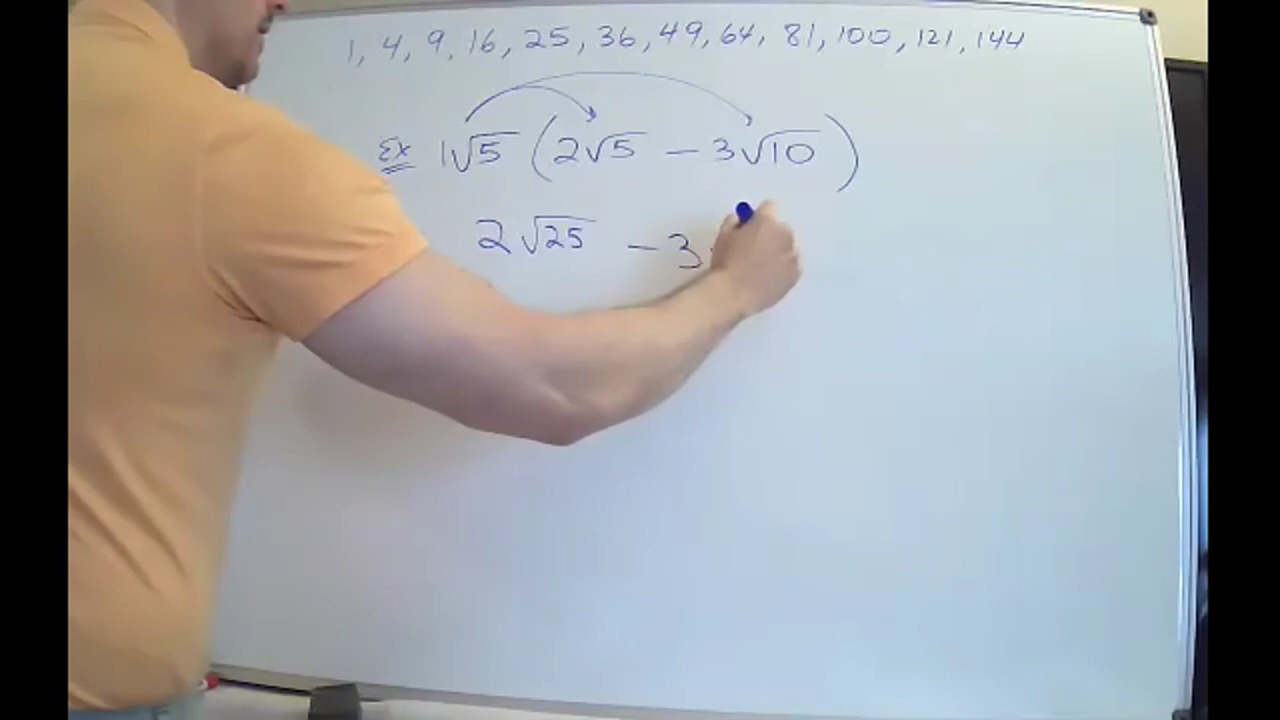 1, 4, 9, 16, 25, 36, 49, 64, 81, 100, 121, 144
Ex 1√5 (2√5 - 3√10)
2√25 - 3